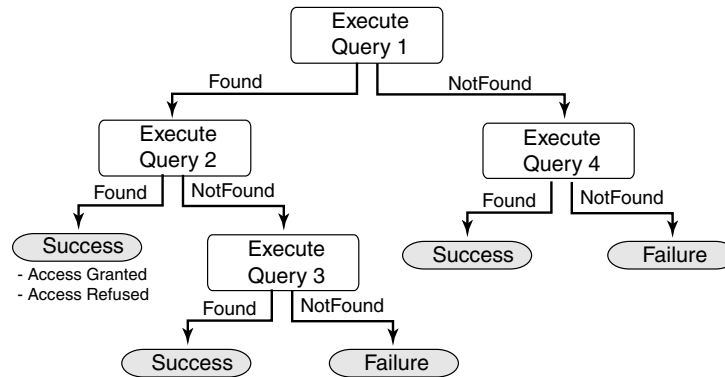 Execute
Query 1
Found
NotFound
Execute
Query 2
Execute
Query 4
Found
NotFound
Found
NotFound
Success
- Access Granted
- Access Refused
Execute
Query 3
Success
Failure
Found
NotFound
Success
Failure